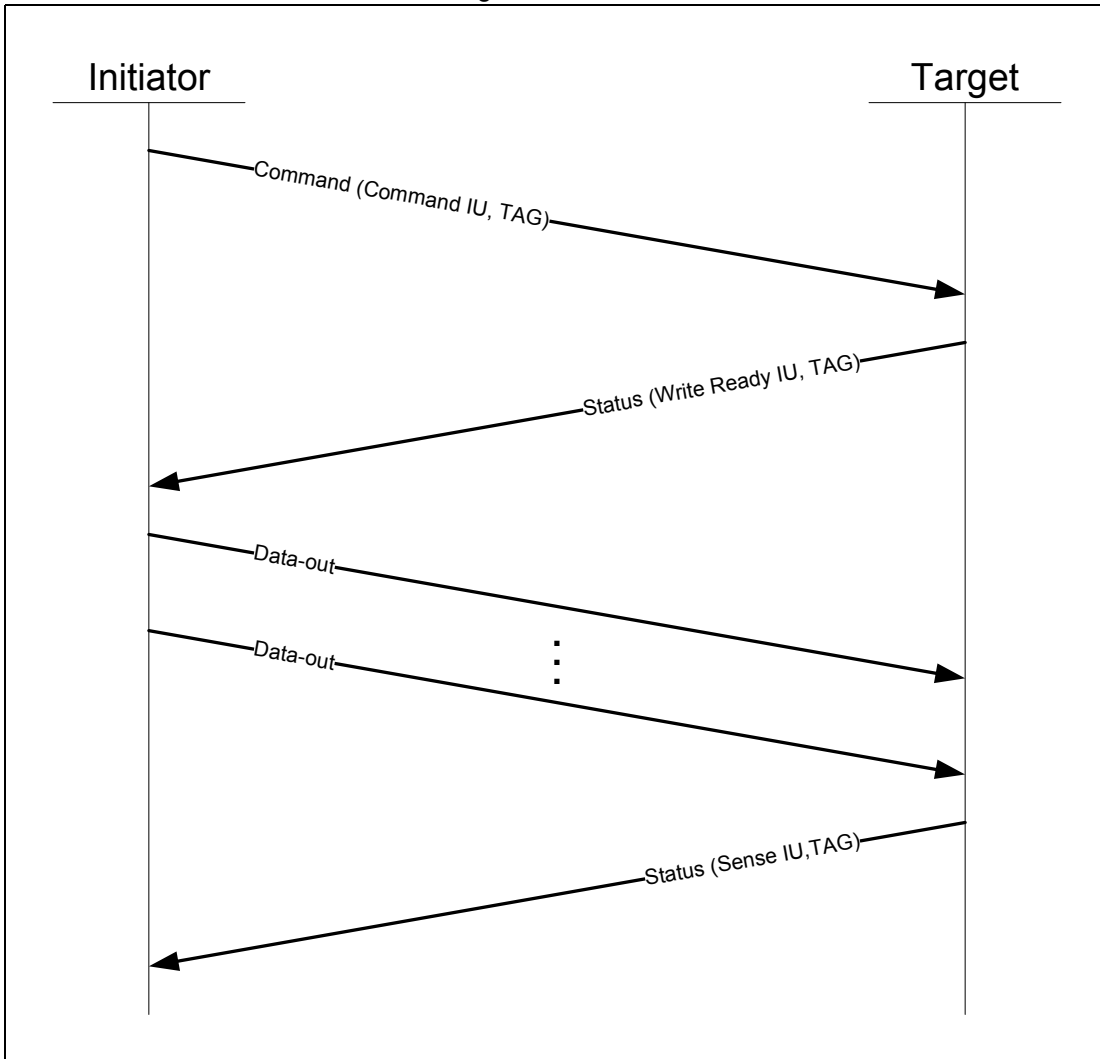 Initiator
Target
Command (Command IU, TAG)
Status (Write Ready IU, TAG)
Data-out
Data-out
Status (Sense IU,TAG)